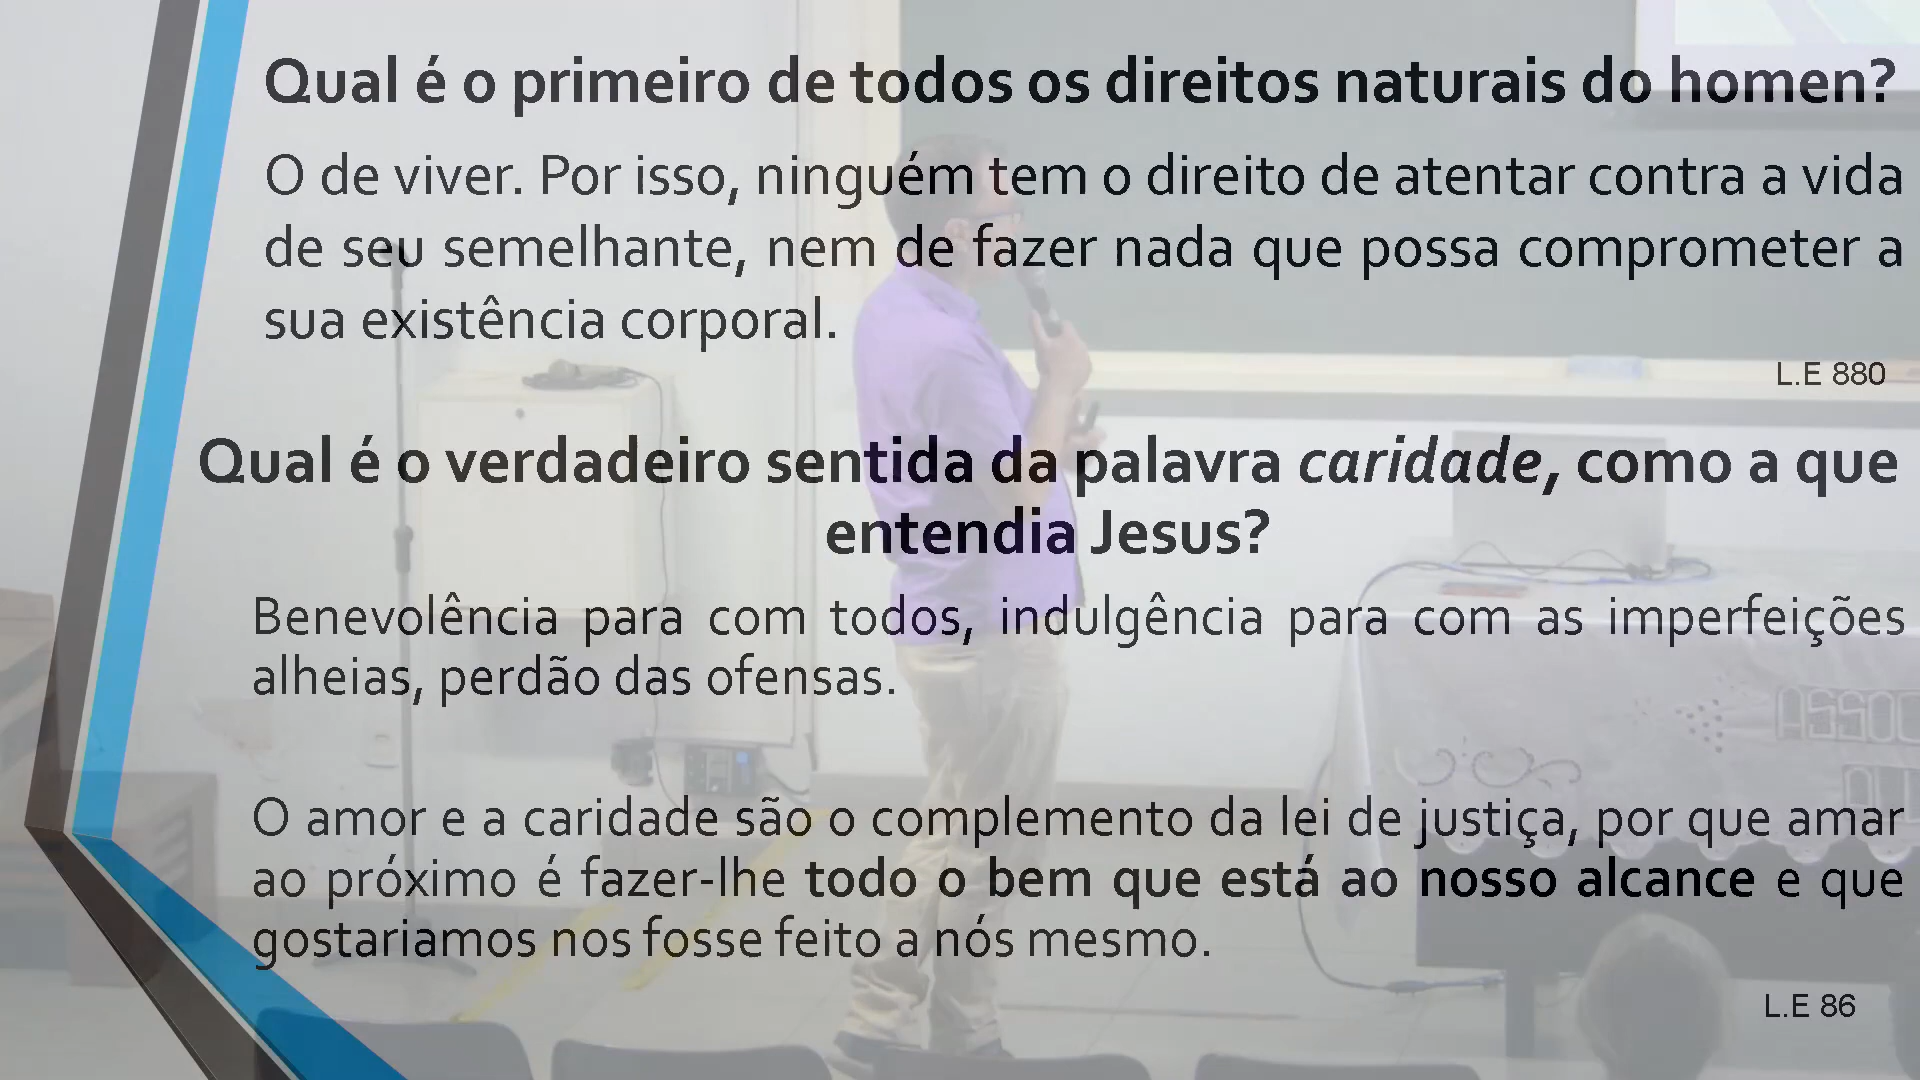 Qual é o primeiro de todos os direitos naturais do homen?
O de viver. Por isso, ninguém tem o direito de atentar contra a vida
de seu semelhante, nem de fazer nada que possa comprometer a
sua existência corporal.
L.E 880
Qual é o verdadeiro sentida da palavra caridade, como a que
entendia Jesus?
Benevolência para com todos, indulgência para com as imperfeições
alheias, perdão das ofensas.
O amor e a caridade são o complemento da lei de justiça, por que amar
ao próximo é fazer-lhe todo o bem que está ao nosso alcance e que
gostariamos nos fosse feito a nós mesmo.
L.E 86